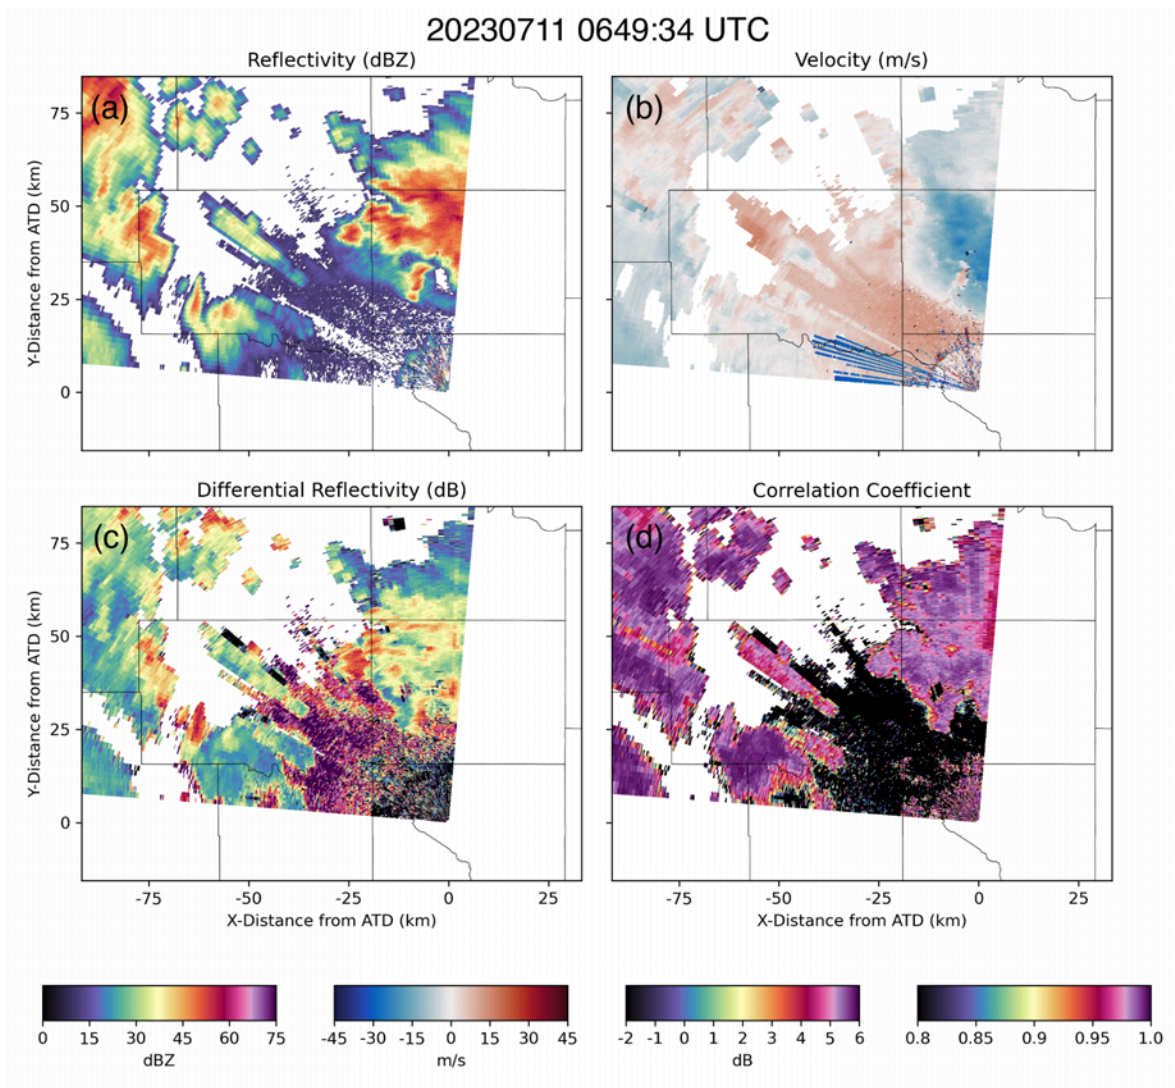 20230711 0649:34 UTC
Reflectivity (dBZ)
Velocity (m/s)
(a)
(b)
75
50
25
0
Y-Distance from ATD (km)
Differential Reflectivity (dB)
Correlation Coefficient
(c)
(d)
75
50
25
0
Y-Distance from ATD (km)
-75 -50 -25 0 25
-75 -50 -25 0 25
X-Distance from ATD (km)
X-Distance from ATD (km)
0 15 30 45 60 75
dBZ
-45 -30 -15 0 15 30 45
m/s
-2 -1 0 1 2 3 4 5 6
dB
0.8 0.85 0.9 0.95 1.0